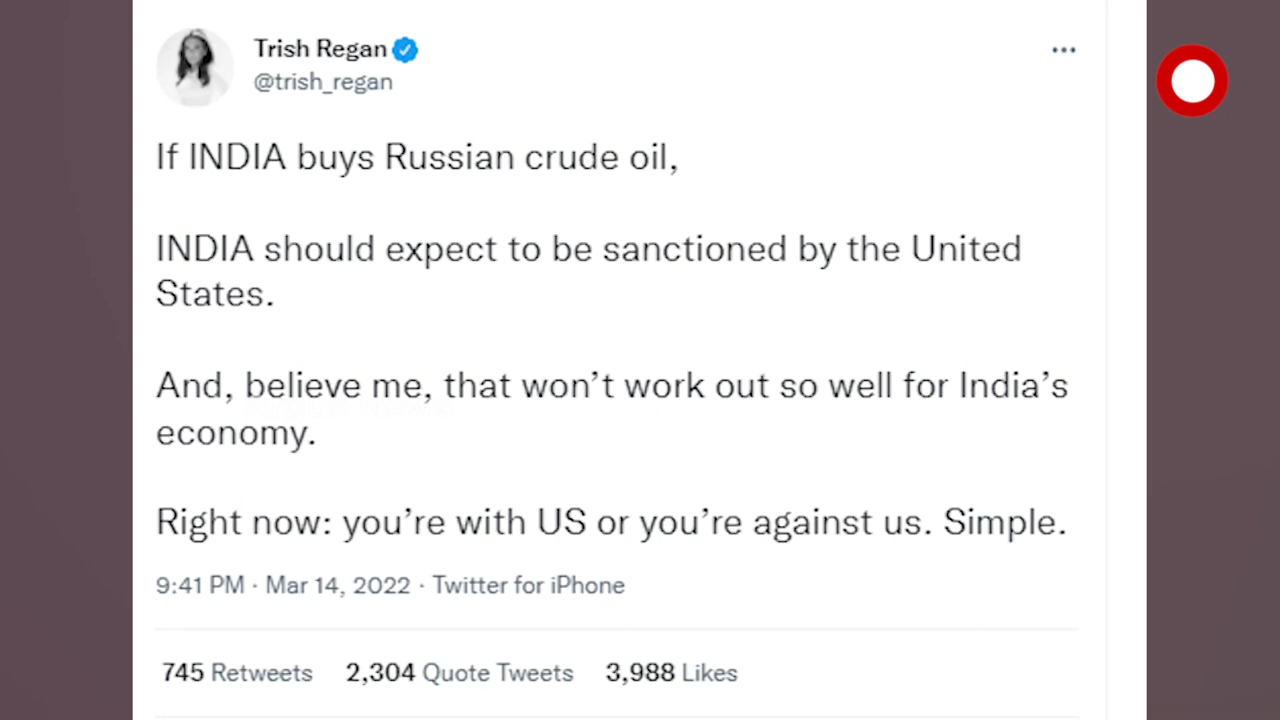 Trish Regan
@trish_regan
If INDIA buys Russian crude oil,
INDIA should expect to be sanctioned by the United
States.
And, believe me, that won’t work out so well for India’s
economy.
Right now: you’re with US or you’re against us. Simple.
9:41 PM · Mar 14, 2022 · Twitter for iPhone
745 Retweets 2,304 Quote Tweets 3,988 Likes